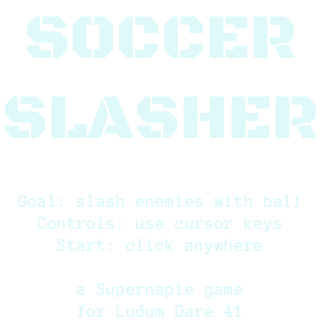 SOCCER
SLASHER
Goal: slash enemies with ball
Controls: use cursor keys
Start: click anywhere
a Supernapie game
for Ludum Dare 41